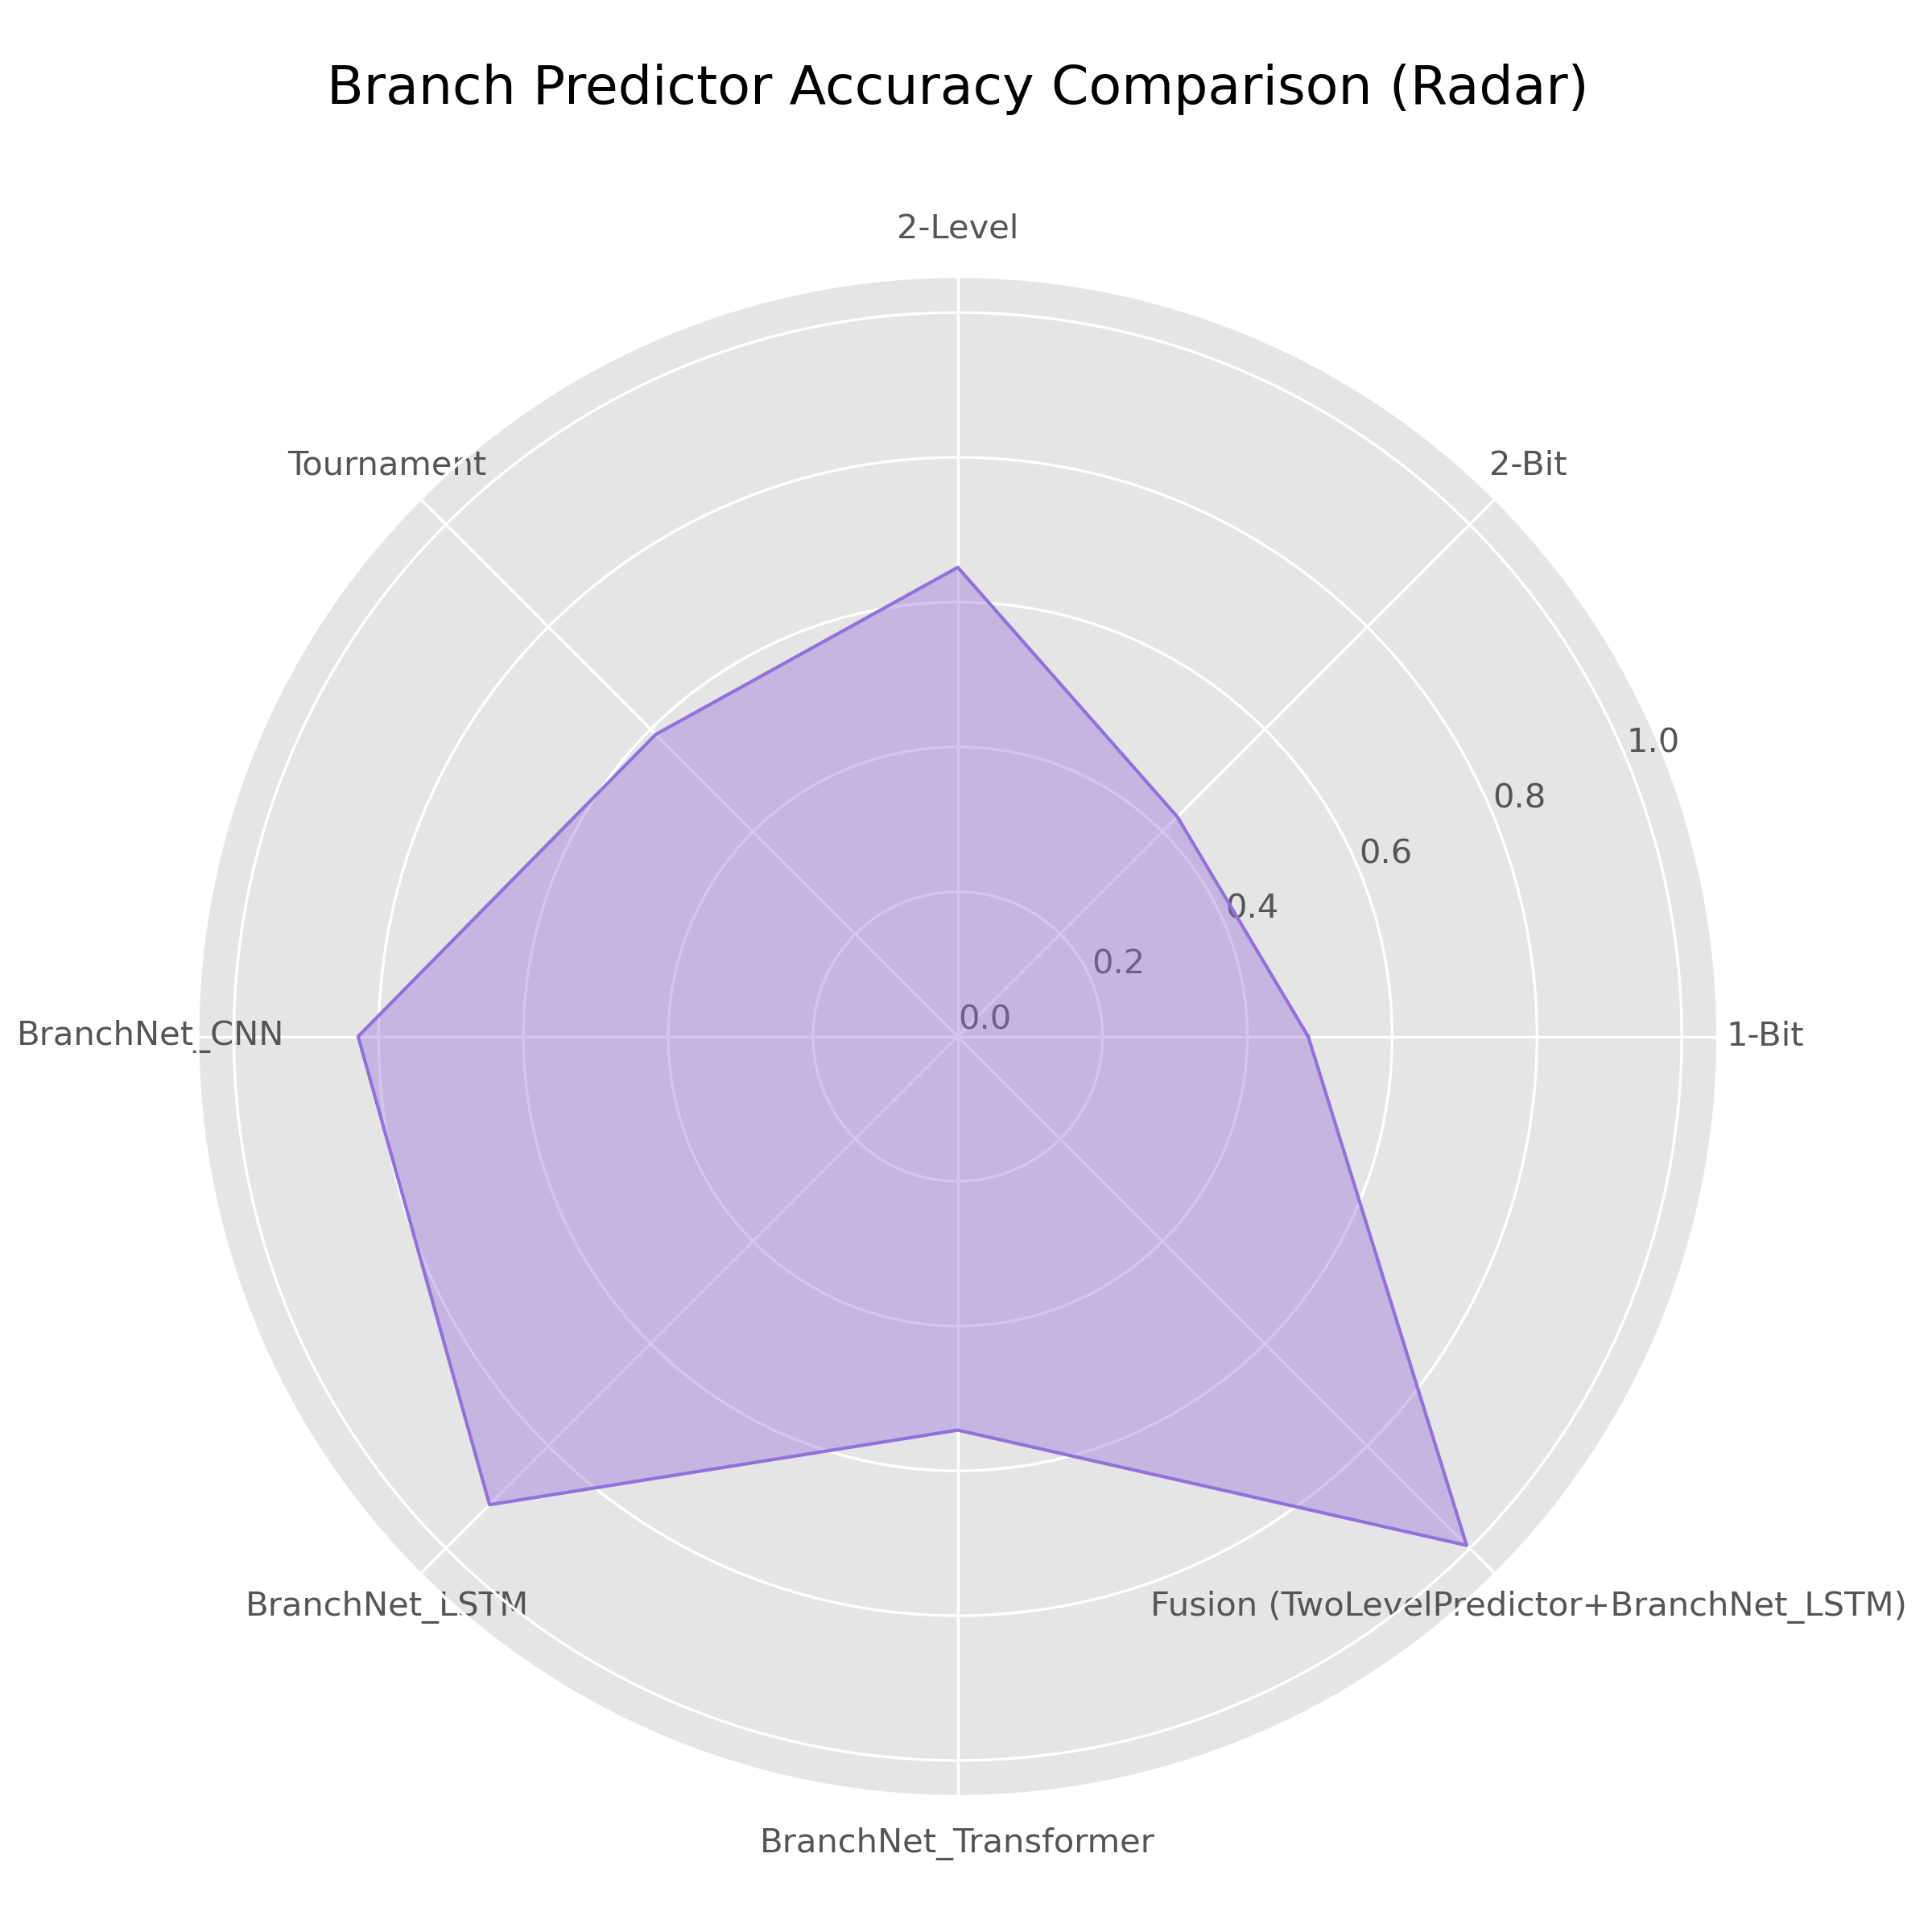 Branch Predictor Accuracy Comparison (Radar)
2-Level
Tournament
2-Bit
1.0
0.8
0.6
0.4
0.2
0.0
BranchNet_CNN
1-Bit
BranchNet_LSTM
Fusion (TwoLevelPredictor+BranchNet_LSTM)
BranchNet_Transformer